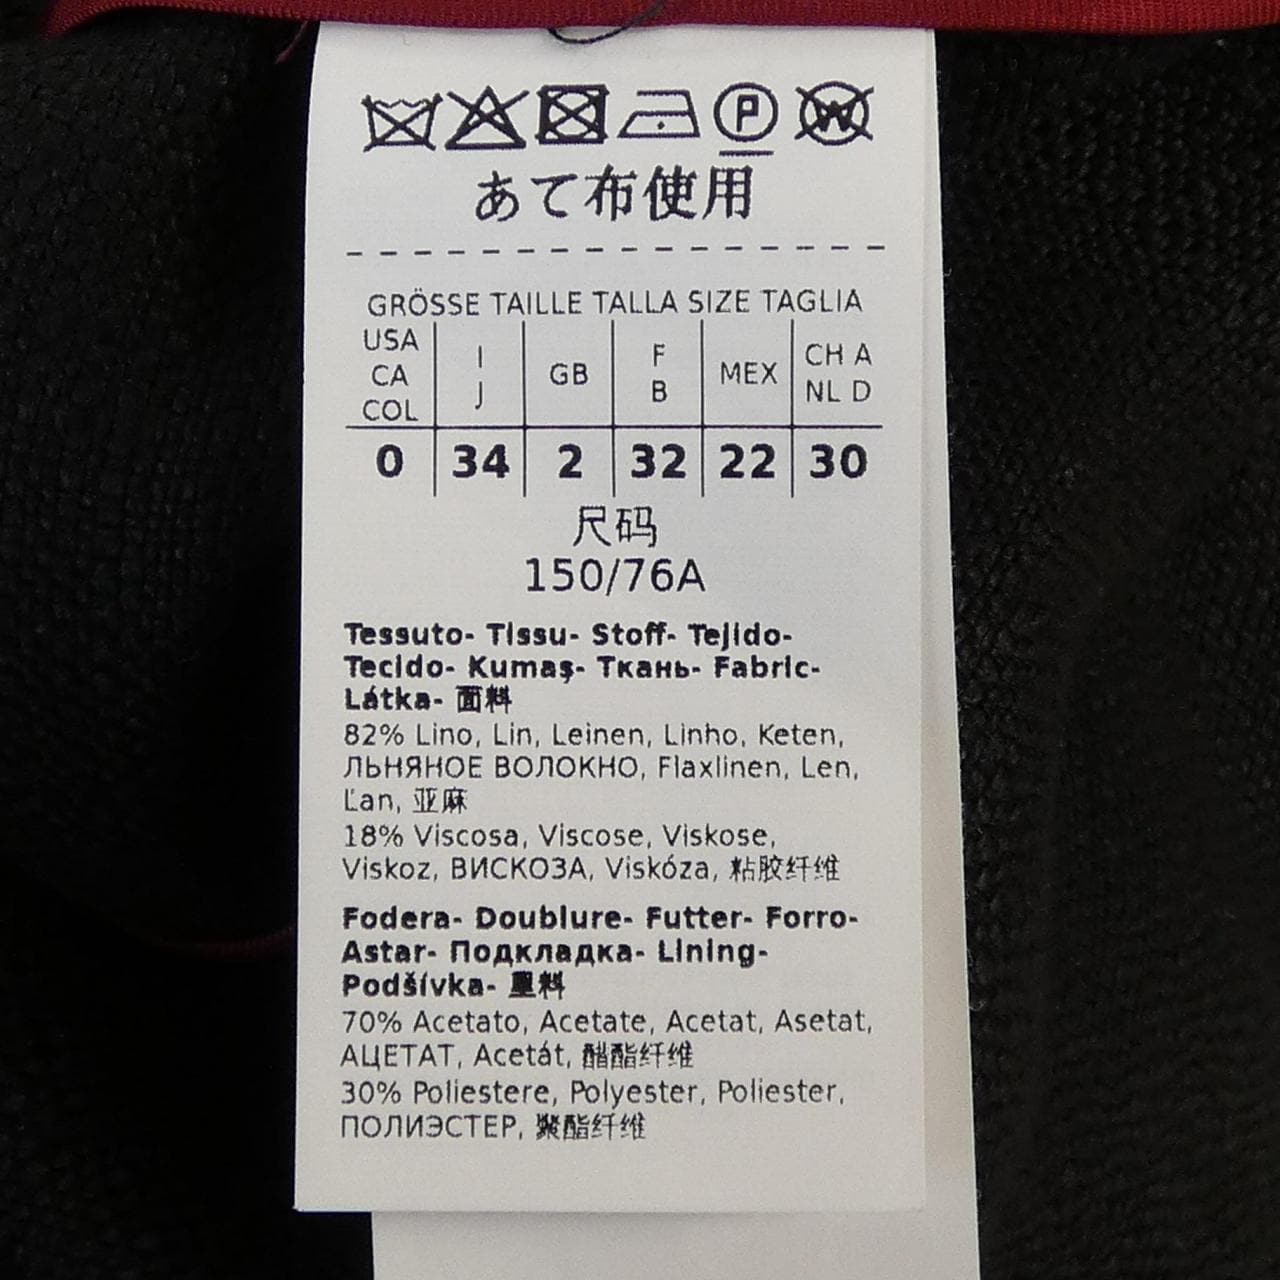 P W
あて布使用
GRÖSSE TAILLE TALLA SIZE TAGLIA
USA CA COL I J GB F B MEX CH A NL D
0 34 2 32 22 30
尺码
150/76A
Tessuto- Tissu- Stoff- Tejido-
Tecido- Kumaş- Ткань- Fabric-
Látka- 面料
82% Lino, Lin, Leinen, Linho, Keten,
ЛЬНЯНОЕ ВОЛОКНО, Flaxlinen, Len,
Ľan, 亚麻
18% Viscosa, Viscose, Viskose,
Viskoz, ВИСКОЗА, Viskóza, 粘胶纤维
Fodera- Doublure- Futter- Forro-
Astar- Подкладка- Lining-
Podšívka- 里料
70% Acetato, Acetate, Acetat, Asetat,
АЦЕТАТ, Acetát, 醋酯纤维
30% Poliestere, Polyester, Poliester,
ПОЛИЭСТЕР, 聚酯纤维